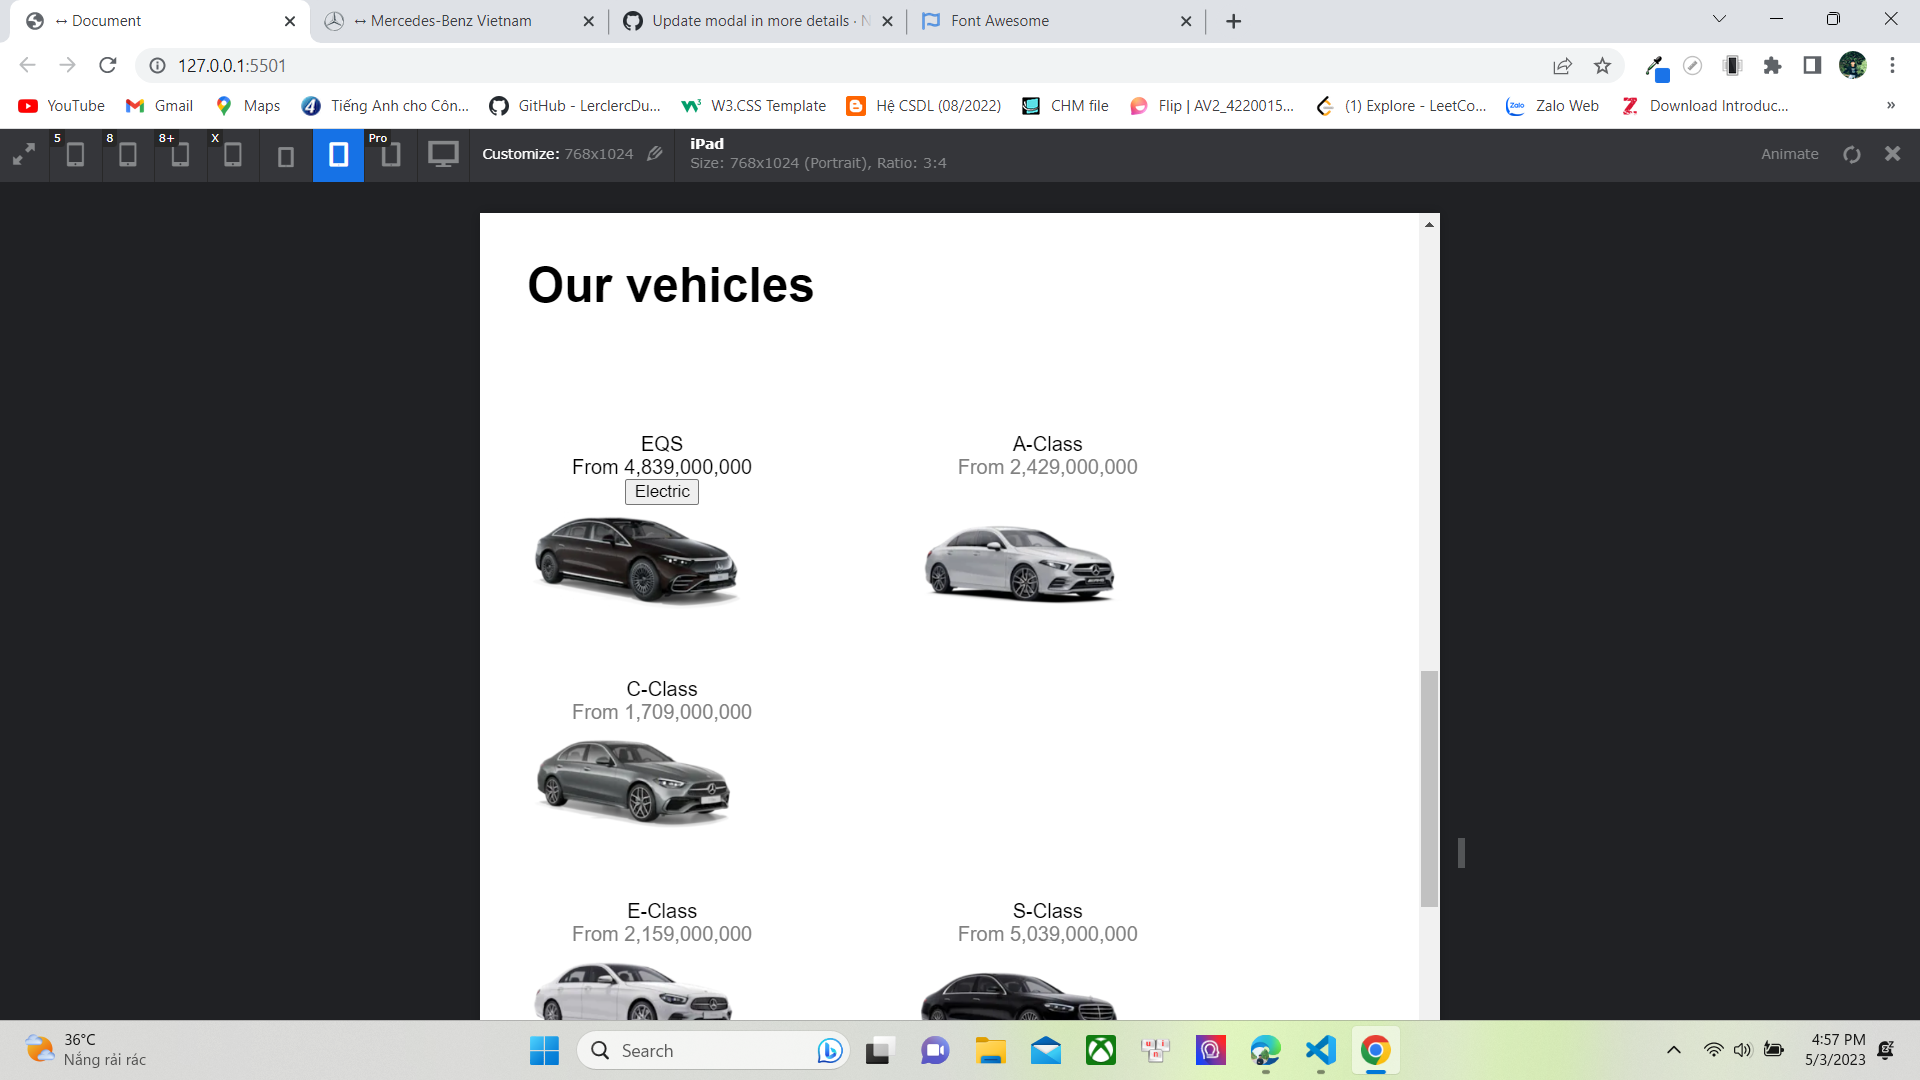 ↔ Document
↔ Mercedes-Benz Vietnam
Update modal in more details · N
Font Awesome
127.0.0.1:5501
YouTube
Gmail
Maps
Tiếng Anh cho Côn...
GitHub - LerclercDu...
W3.CSS Template
Hệ CSDL (08/2022)
CHM file
Flip | AV2_4220015...
(1) Explore - LeetCo...
Zalo Web
Download Introduc...
»
5
8
8+
X
Pro
Customize: 768x1024
iPad
Size: 768x1024 (Portrait), Ratio: 3:4
Animate
Our vehicles
EQS
From 4,839,000,000
Electric
A-Class
From 2,429,000,000
C-Class
From 1,709,000,000
E-Class
From 2,159,000,000
S-Class
From 5,039,000,000
36°C
Nắng rải rác
Search
4:57 PM
5/3/2023